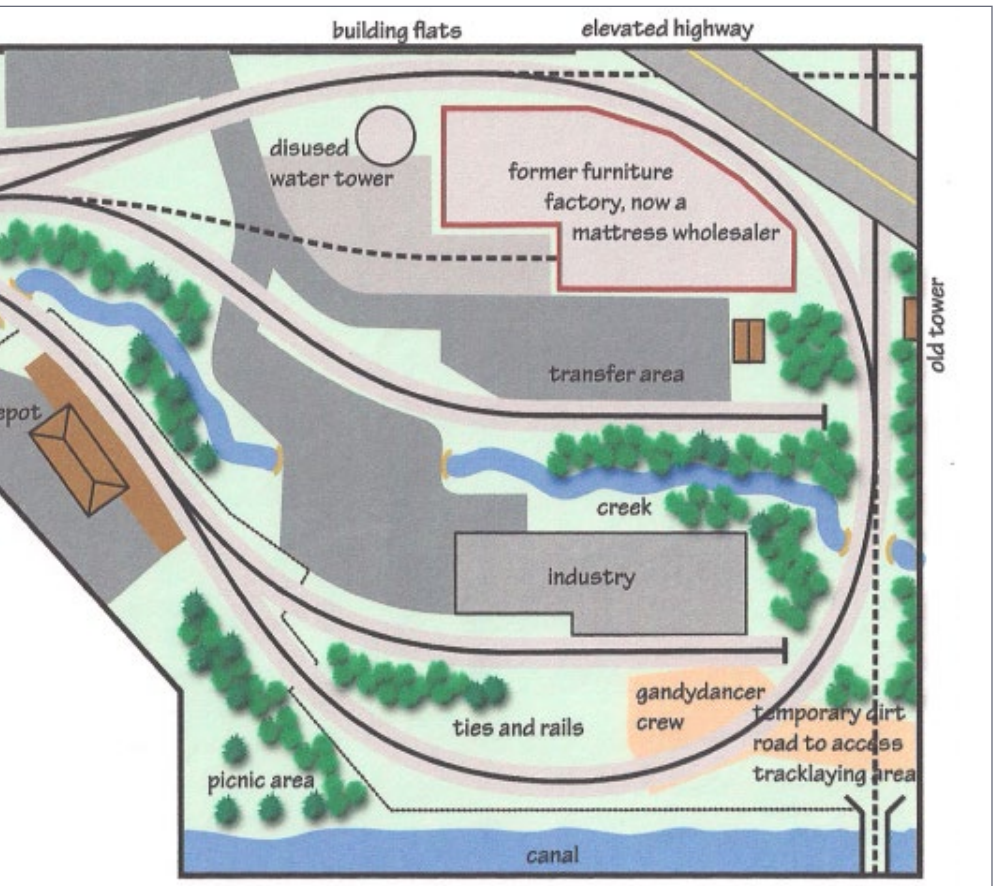 building flats
elevated highway
disused
water tower
former furniture
factory, now a
mattress wholesaler
old tower
transfer area
epot
creek
industry
gandydancer
crew
temporary dirt
road to access
tracklaying area
ties and rails
picnic area
canal